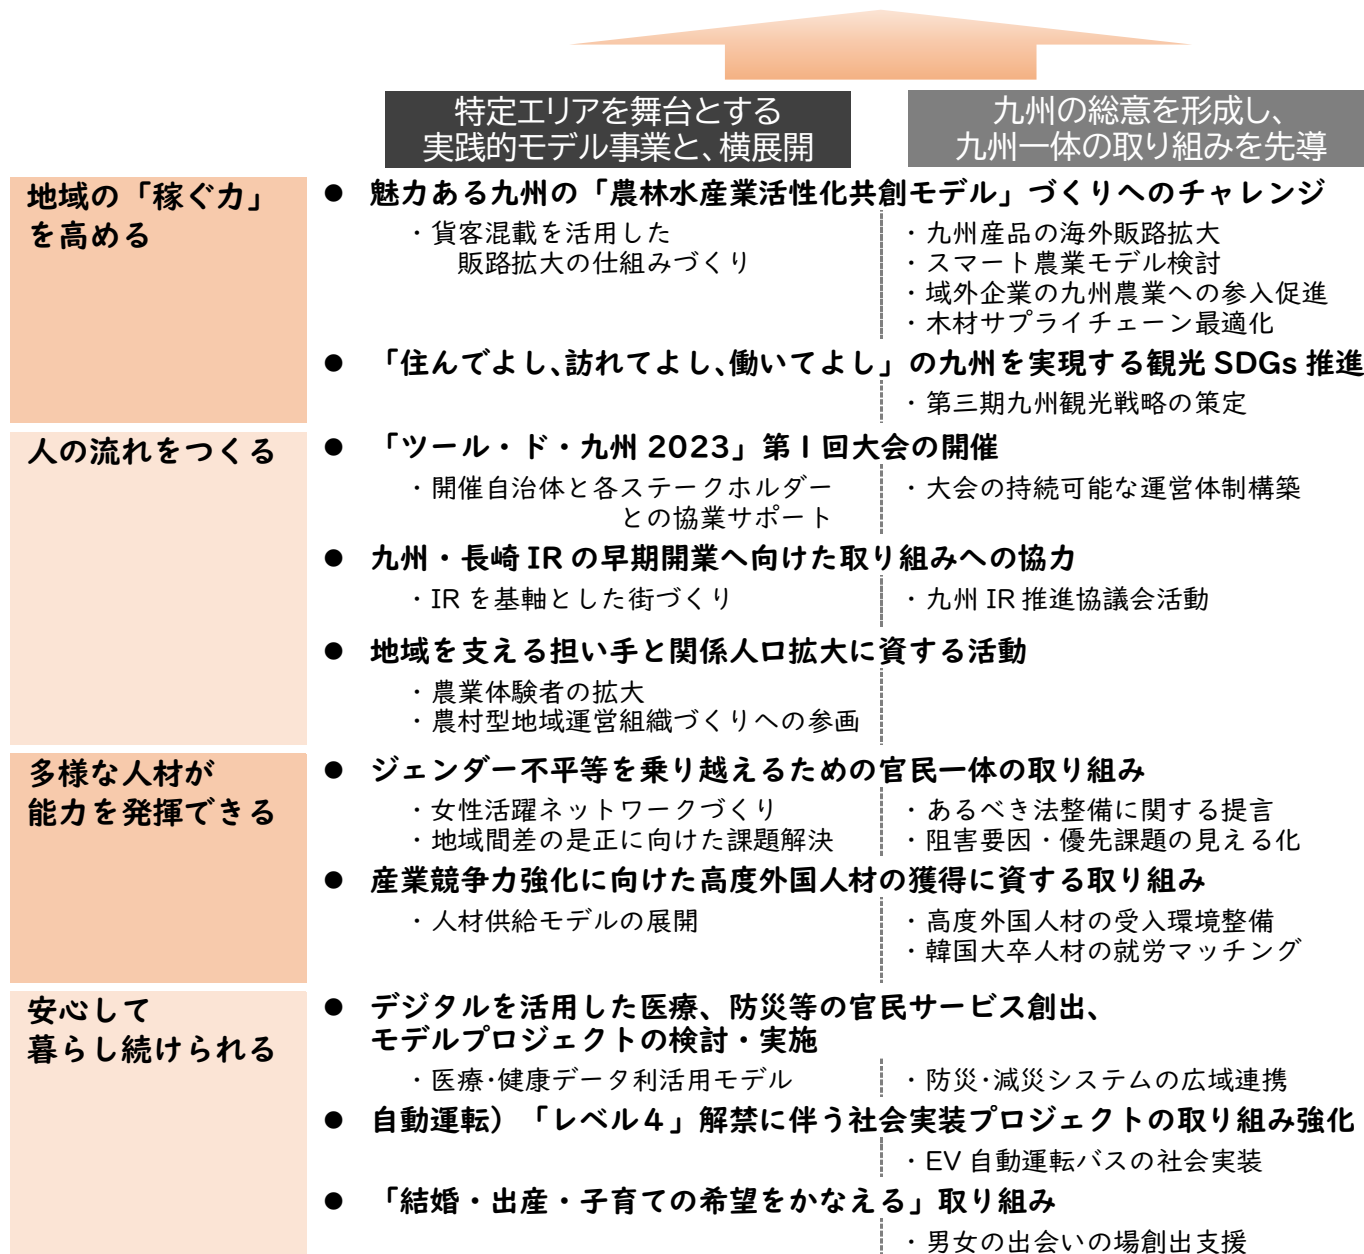 特定エリアを舞台とする
実践的モデル事業と、横展開
九州の総意を形成し、
九州一体の取り組みを先導
地域の「稼ぐ力」
を高める
● 魅力ある九州の「農林水産業活性化共創モデル」づくりへのチャレンジ
・貨客混載を活用した
販路拡大の仕組みづくり
・九州産品の海外販路拡大
・スマート農業モデル検討
・域外企業の九州農業への参入促進
・木材サプライチェーン最適化
● 「住んでよし、訪れてよし、働いてよし」の九州を実現する観光 SDGs 推進
・第三期九州観光戦略の策定
人の流れをつくる
● 「ツール・ド・九州 2023」第1回大会の開催
・開催自治体と各ステークホルダー
との協業サポート
・大会の持続可能な運営体制構築
● 九州・長崎 IR の早期開業へ向けた取り組みへの協力
・IR を基軸とした街づくり
・九州 IR 推進協議会活動
● 地域を支える担い手と関係人口拡大に資する活動
・農業体験者の拡大
・農村型地域運営組織づくりへの参画
多様な人材が
能力を発揮できる
● ジェンダー不平等を乗り越えるための官民一体の取り組み
・女性活躍ネットワークづくり
・地域間差の是正に向けた課題解決
・あるべき法整備に関する提言
・阻害要因・優先課題の見える化
● 産業競争力強化に向けた高度外国人材の獲得に資する取り組み
・人材供給モデルの展開
・高度外国人材の受入環境整備
・韓国大卒人材の就労マッチング
安心して
暮らし続けられる
● デジタルを活用した医療、防災等の官民サービス創出、
モデルプロジェクトの検討・実施
・医療・健康データ利活用モデル
・防災・減災システムの広域連携
● 自動運転）「レベル４」解禁に伴う社会実装プロジェクトの取り組み強化
・EV 自動運転バスの社会実装
● 「結婚・出産・子育ての希望をかなえる」取り組み
・男女の出会いの場創出支援